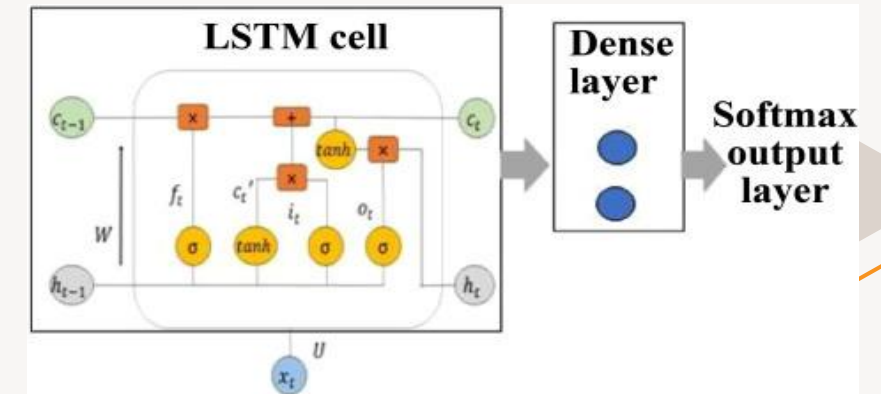 LSTM cell
Dense
layer
Softmax
output
layer
c_{t-1}
×
+
c_t
tanh
×
×
f_t
c_t'
i_t
o_t
W
σ
tanh
σ
σ
h_{t-1}
h_t
U
x_t